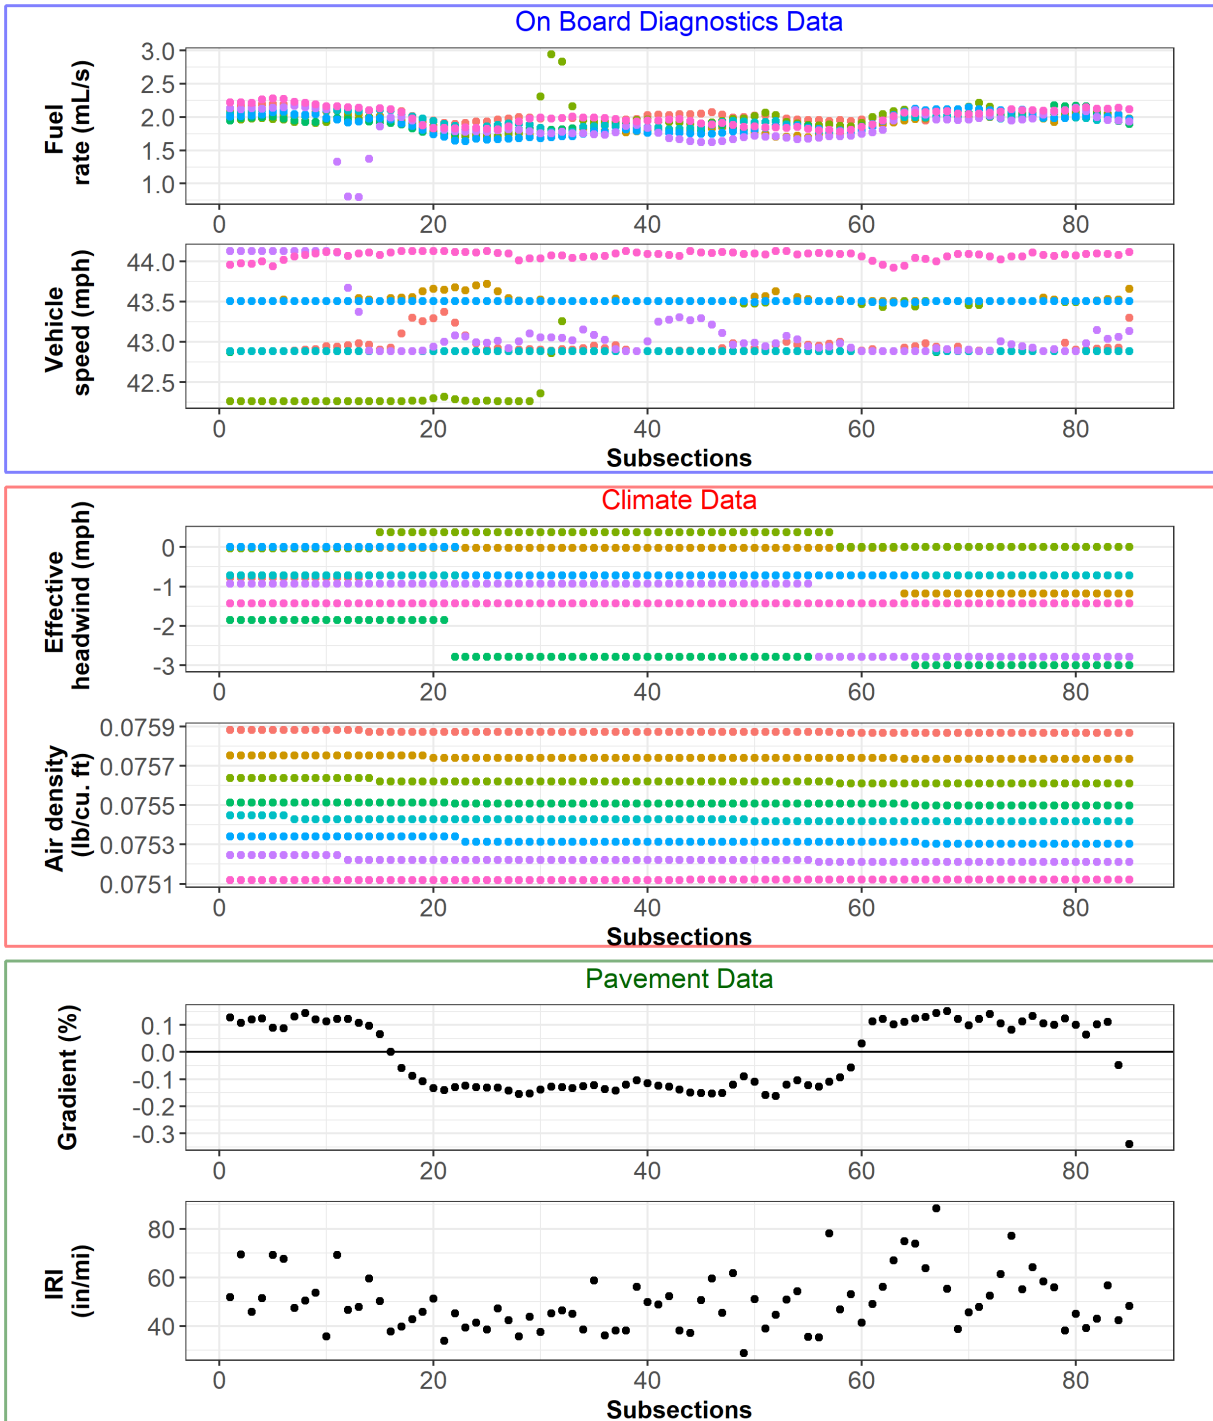 On Board Diagnostics Data
Fuel
rate (mL/s)
3.0
2.5
2.0
1.5
1.0
0 20 40 60 80
Vehicle
speed (mph)
44.0
43.5
43.0
42.5
0 20 40 60 80
Subsections
Climate Data
Effective
headwind (mph)
0
-1
-2
-3
0 20 40 60 80
Air density
(lb/cu. ft)
0.0759
0.0757
0.0755
0.0753
0.0751
0 20 40 60 80
Subsections
Pavement Data
Gradient (%)
0.1
0.0
-0.1
-0.2
-0.3
0 20 40 60 80
IRI
(in/mi)
80
60
40
0 20 40 60 80
Subsections